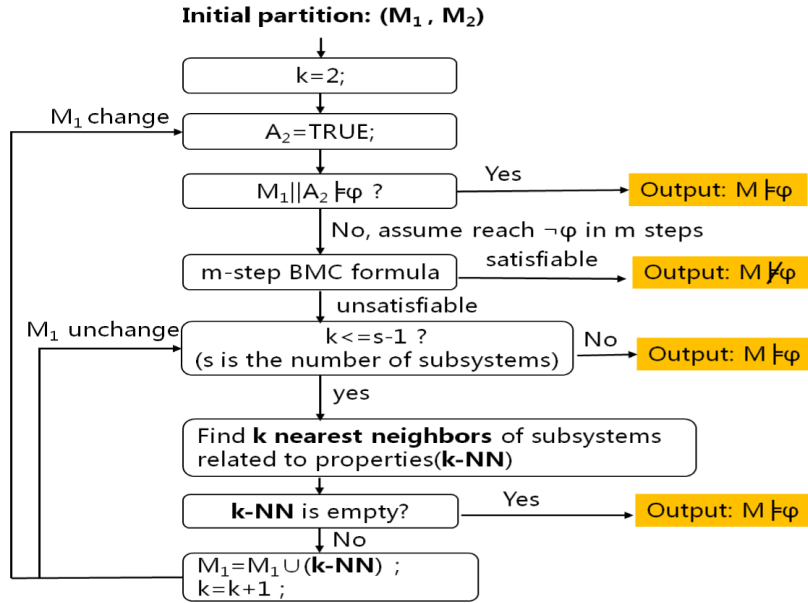 Initial partition: (M₁ , M₂)
k=2;
M₁ change
A₂=TRUE;
M₁||A₂ ⊧φ ?
Yes
Output: M ⊧φ
No, assume reach ¬φ in m steps
m-step BMC formula
satisfiable
Output: M ⊭φ
unsatisfiable
M₁ unchange
k<=s-1 ?
(s is the number of subsystems)
No
Output: M ⊧φ
yes
Find k nearest neighbors of subsystems
related to properties(k-NN)
k-NN is empty?
Yes
Output: M ⊧φ
No
M₁=M₁∪(k-NN) ;
k=k+1 ;